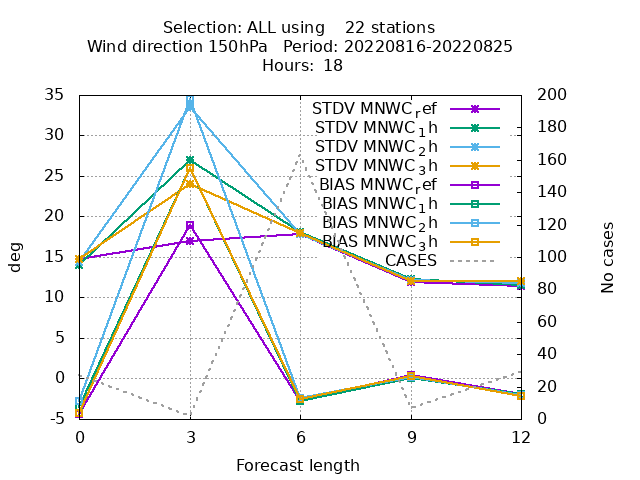 Selection: ALL using    22 stations
Wind direction 150hPa   Period: 20220816-20220825
Hours: 18
35
30
25
20
15
10
5
0
-5
deg
200
180
160
140
120
100
80
60
40
20
0
No cases
STDV MNWC_ref
STDV MNWC_1h
STDV MNWC_2h
STDV MNWC_3h
BIAS MNWC_ref
BIAS MNWC_1h
BIAS MNWC_2h
BIAS MNWC_3h
CASES
0 3 6 9 12
Forecast length